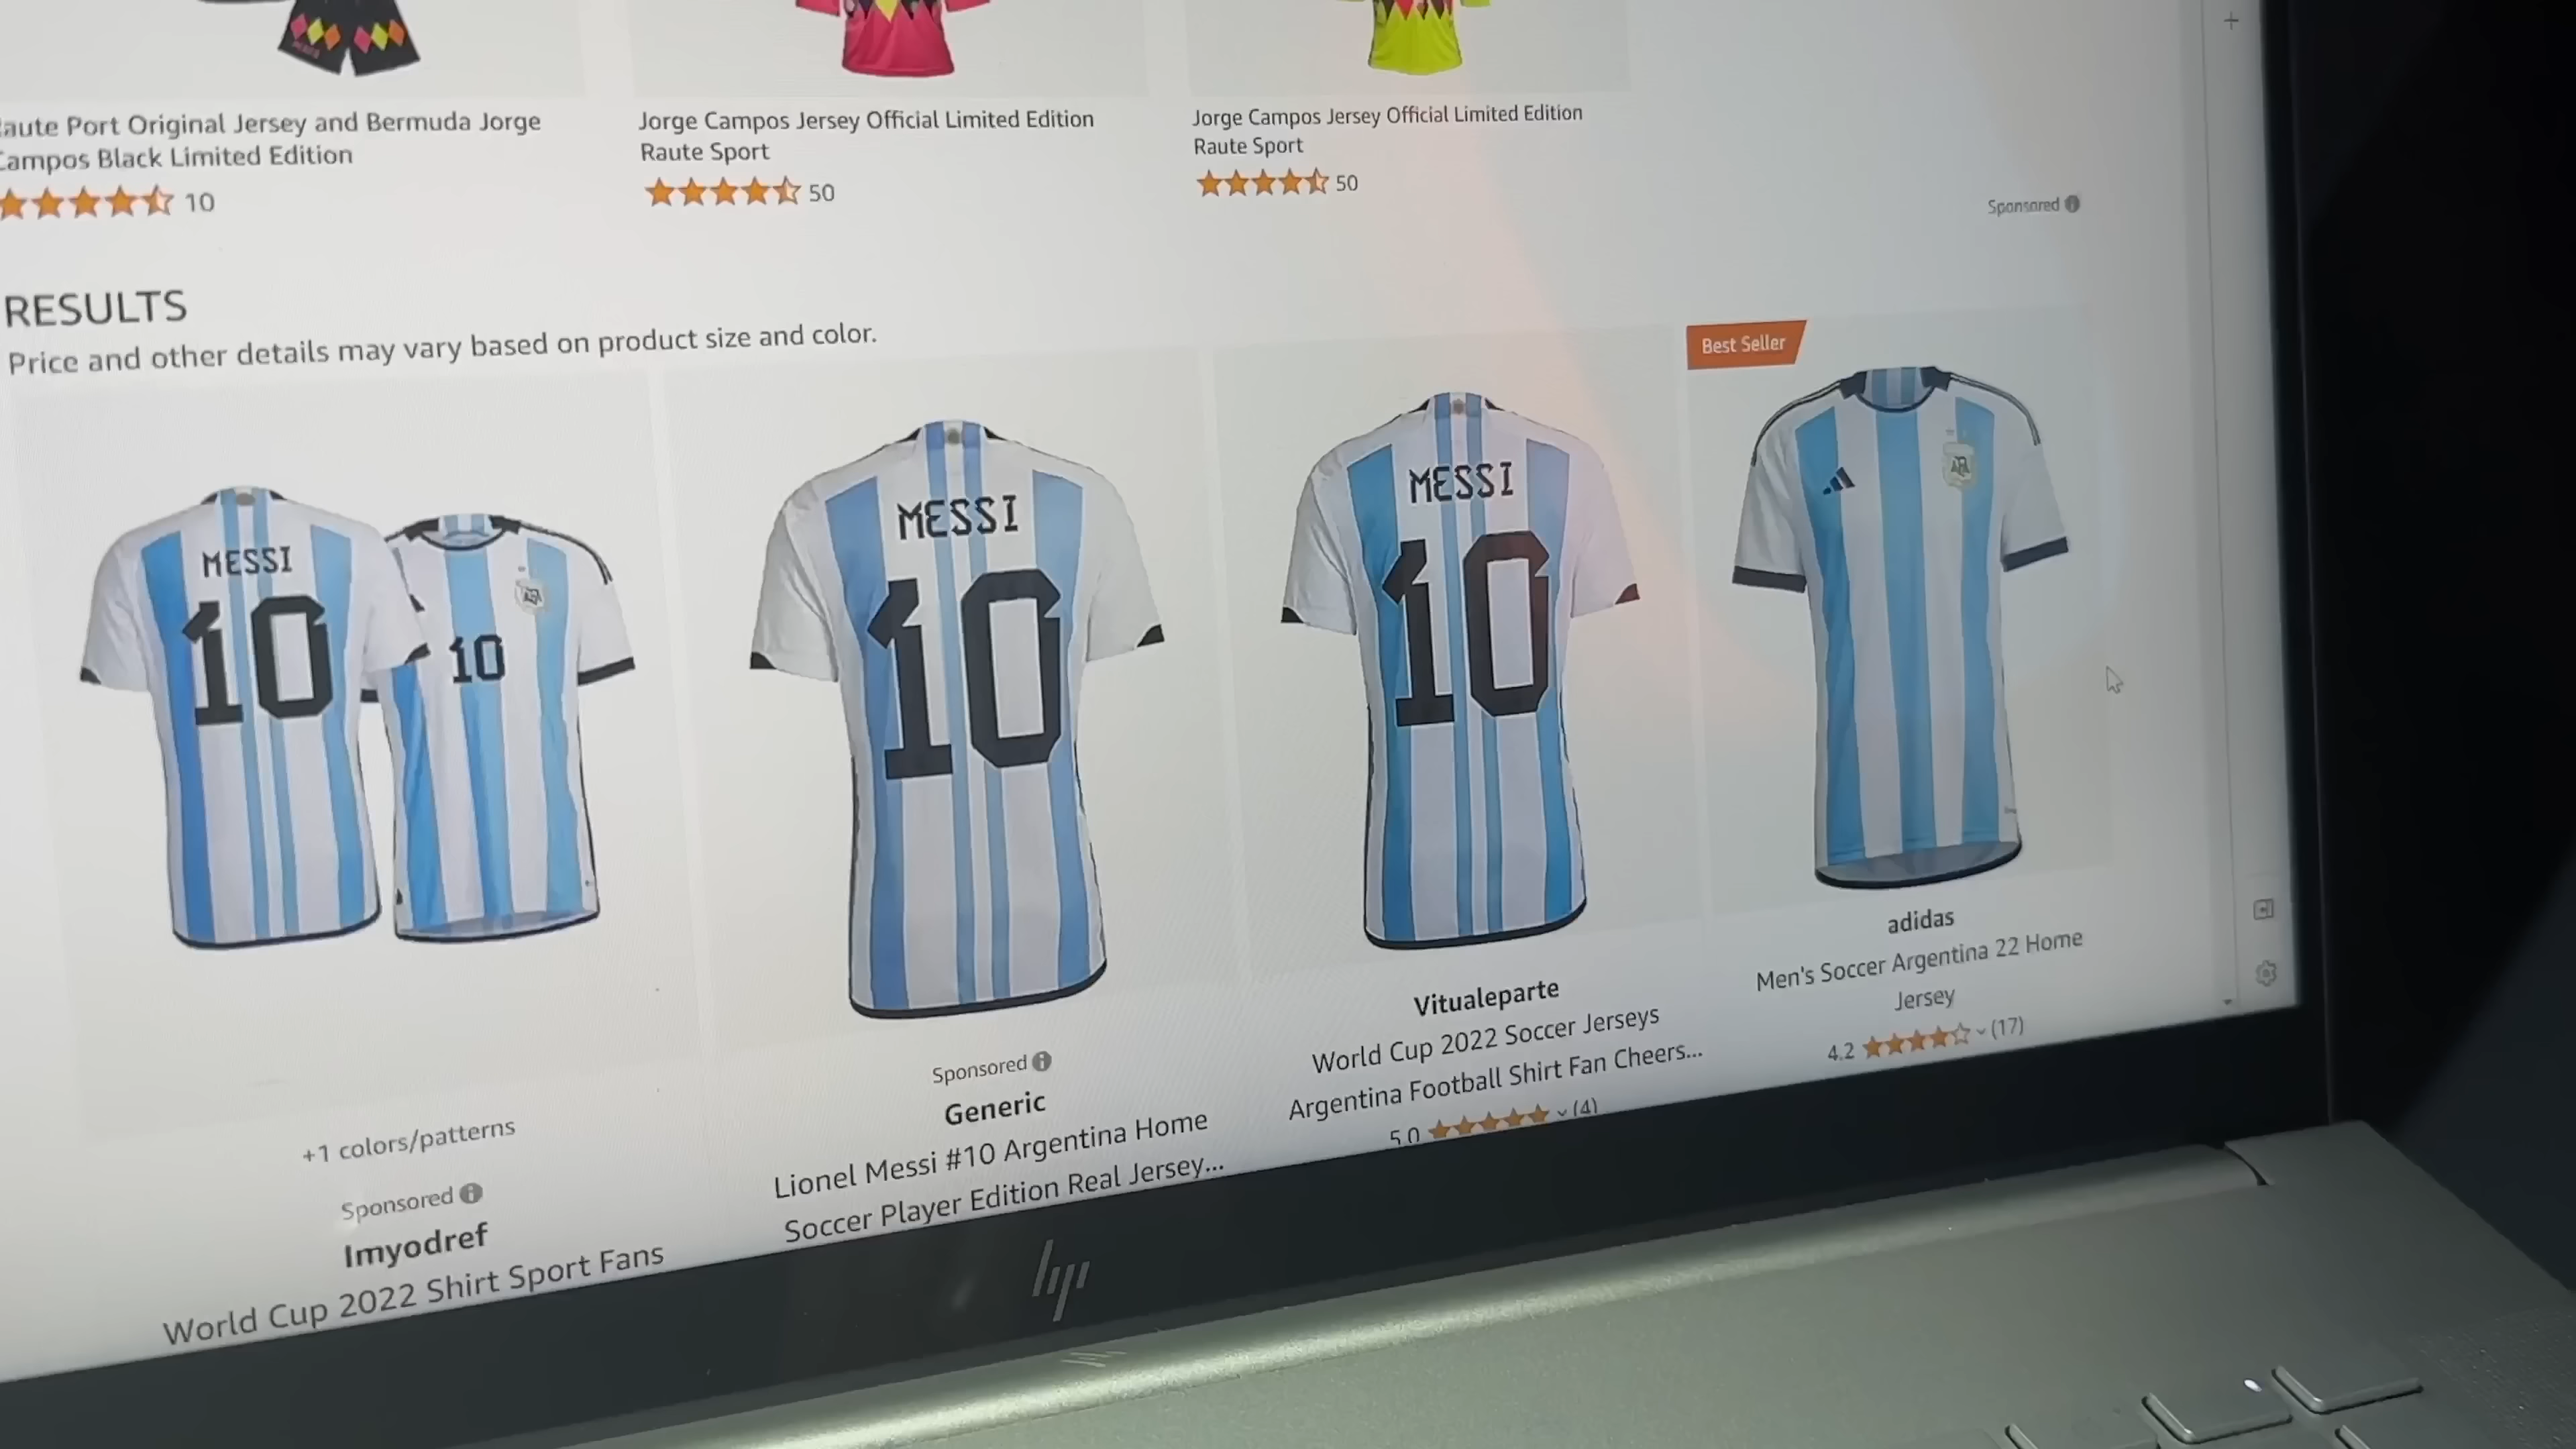 Port Original Jersey and Bermuda Jorge
Campos Black Limited Edition
10
Jorge Campos Jersey Official Limited Edition
Raute Sport
50
Jorge Campos Jersey Official Limited Edition
Raute Sport
50
Sponsored
RESULTS
Price and other details may vary based on product size and color.
MESSI
10
10
+1 colors/patterns
Sponsored
Imyodref
World Cup 2022 Shirt Sport Fans
MESSI
10
Sponsored
Generic
Lionel Messi #10 Argentina Home
Soccer Player Edition Real Jersey...
MESSI
10
Vitualeparte
World Cup 2022 Soccer Jerseys
Argentina Football Shirt Fan Cheers...
5.0 (4)
Best Seller
adidas
Men's Soccer Argentina 22 Home
Jersey
4.2 (17)
hp